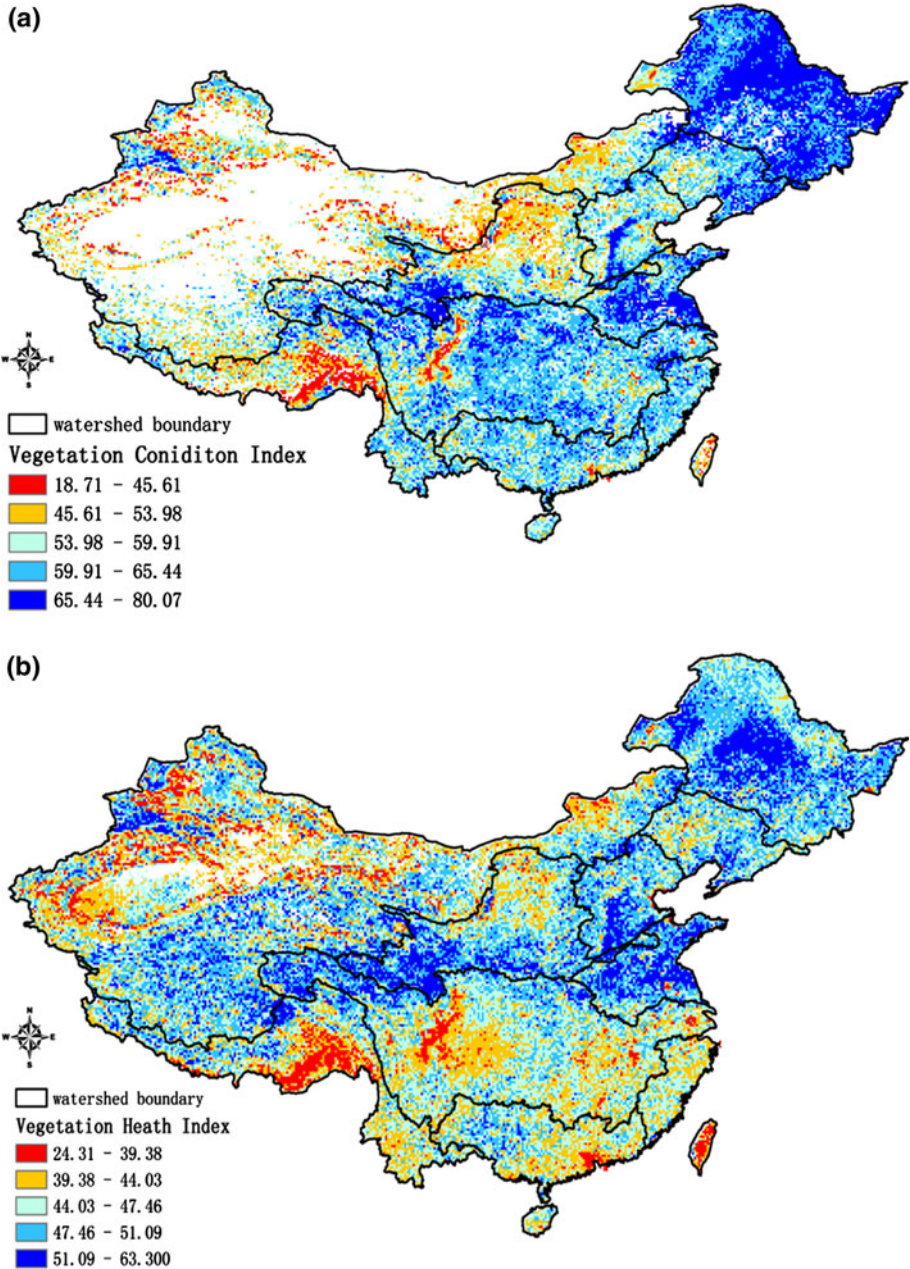 (a)
N
W E
S
watershed boundary
Vegetation Coniditon Index
18.71 - 45.61
45.61 - 53.98
53.98 - 59.91
59.91 - 65.44
65.44 - 80.07
(b)
N
W E
S
watershed boundary
Vegetation Heath Index
24.31 - 39.38
39.38 - 44.03
44.03 - 47.46
47.46 - 51.09
51.09 - 63.300